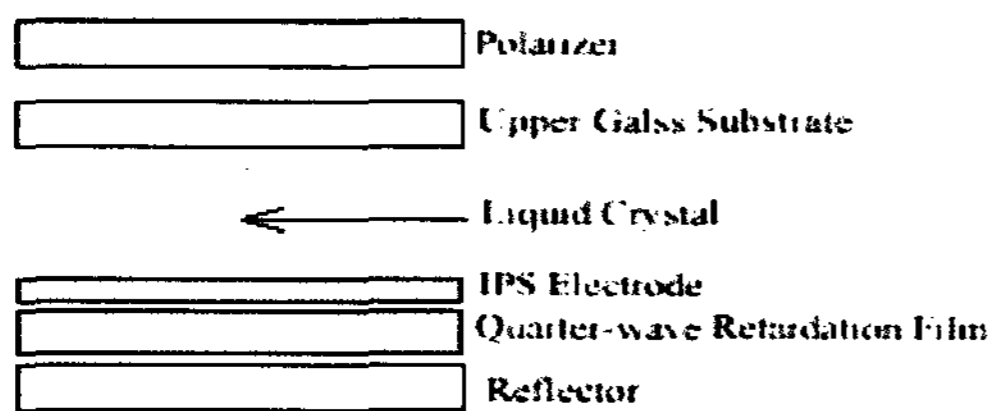 Polarizer
Upper Galss Substrate
Liquid Crystal
IPS Electrode
Quarter-wave Retardation Film
Reflector